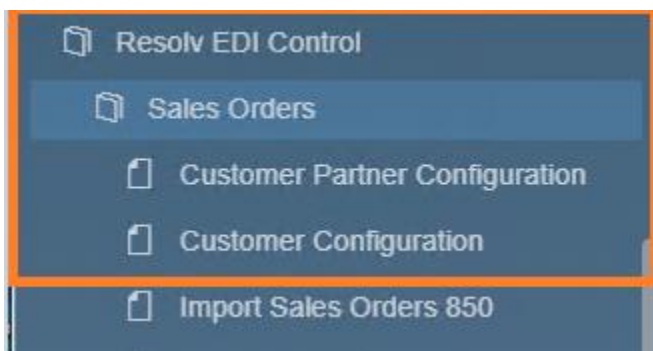 Resolv EDI Control
Sales Orders
Customer Partner Configuration
Customer Configuration
Import Sales Orders 850